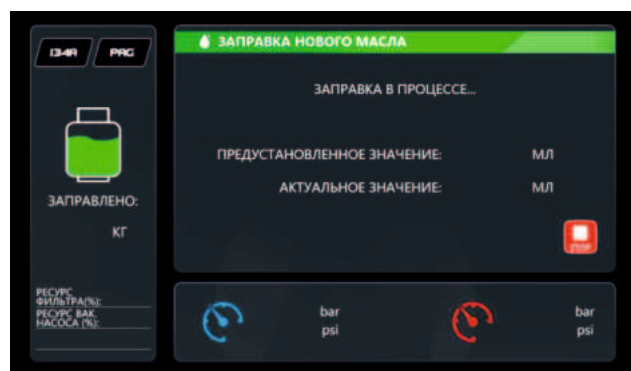 134A PAG
ЗАПРАВЛЕНО:
КГ
РЕСУРС
ФИЛЬТРА(%):
РЕСУРС ВАК.
НАСОСА (%):
ЗАПРАВКА НОВОГО МАСЛА
ЗАПРАВКА В ПРОЦЕССЕ...
ПРЕДУСТАНОВЛЕННОЕ ЗНАЧЕНИЕ: МЛ
АКТУАЛЬНОЕ ЗНАЧЕНИЕ: МЛ
STOP
bar bar
psi psi